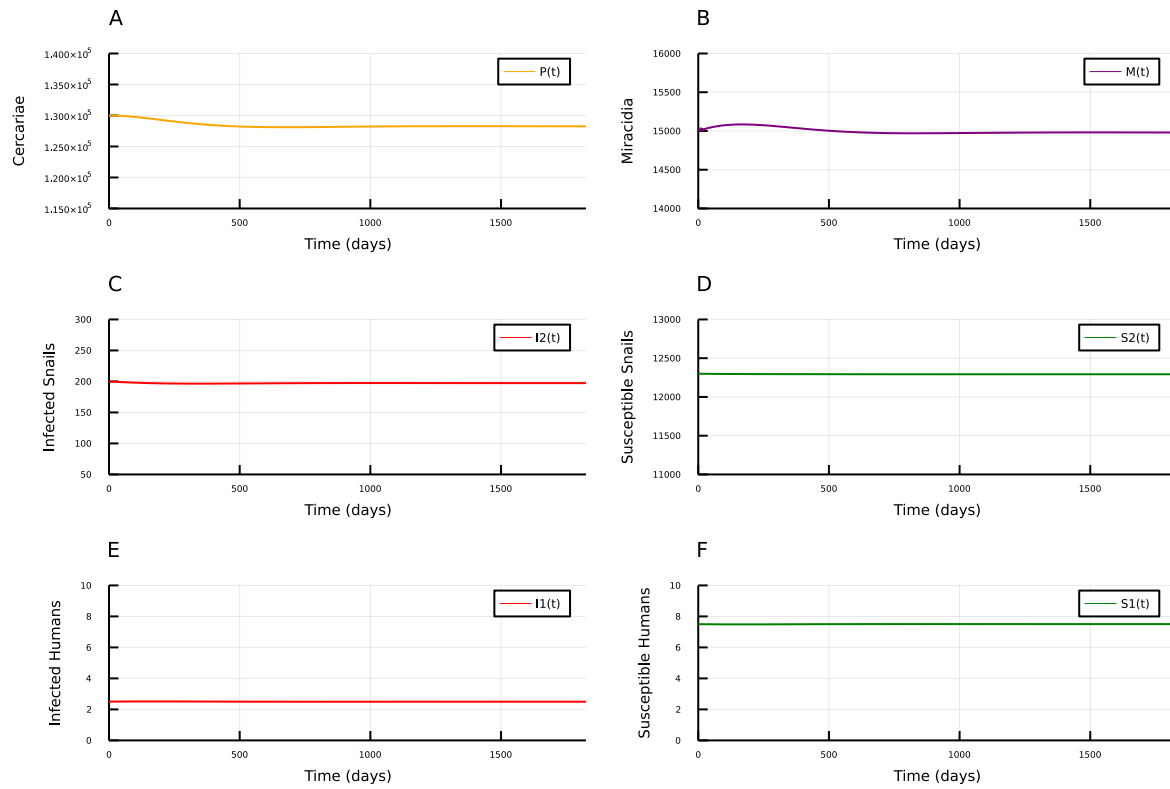 A
Cercariae
1.400×10⁵
1.350×10⁵
1.300×10⁵
1.250×10⁵
1.200×10⁵
1.150×10⁵
P(t)
0 500 1000 1500
Time (days)
B
Miracidia
16000
15500
15000
14500
14000
M(t)
0 500 1000 1500
Time (days)
C
Infected Snails
300
250
200
150
100
50
I2(t)
0 500 1000 1500
Time (days)
D
Susceptible Snails
13000
12500
12000
11500
11000
S2(t)
0 500 1000 1500
Time (days)
E
Infected Humans
10
8
6
4
2
0
I1(t)
0 500 1000 1500
Time (days)
F
Susceptible Humans
10
8
6
4
2
0
S1(t)
0 500 1000 1500
Time (days)